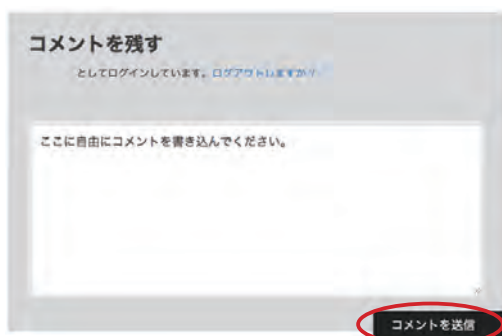 コメントを残す
としてログインしています。ログアウトしますか？
ここに自由にコメントを書き込んでください。
コメントを送信